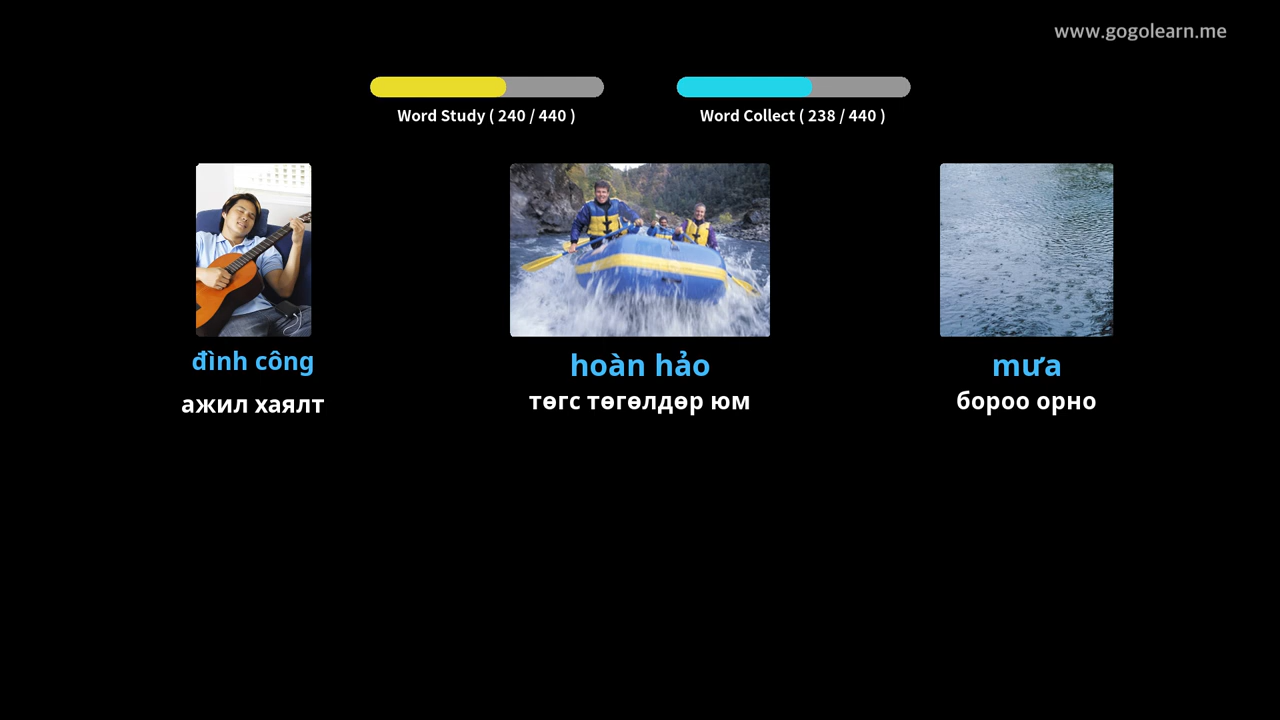 www.gogolearn.me
Word Study ( 240 / 440 )
Word Collect ( 238 / 440 )
đình công
hoàn hảo
mưa
ажил хаялт
төгс төгөлдөр юм
бороо орно